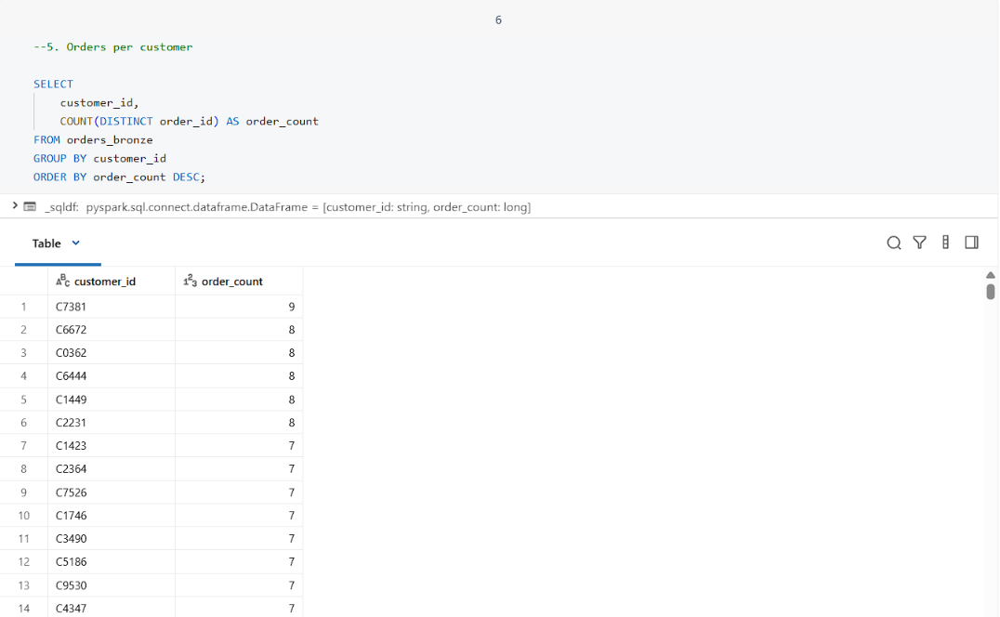 6
--5. Orders per customer
SELECT
customer_id,
COUNT(DISTINCT order_id) AS order_count
FROM orders_bronze
GROUP BY customer_id
ORDER BY order_count DESC;
_sqldf: pyspark.sql.connect.dataframe.DataFrame = [customer_id: string, order_count: long]
Table
ABC customer_id 123 order_count
1 C7381 9
2 C6672 8
3 C0362 8
4 C6444 8
5 C1449 8
6 C2231 8
7 C1423 7
8 C2364 7
9 C7526 7
10 C1746 7
11 C3490 7
12 C5186 7
13 C9530 7
14 C4347 7